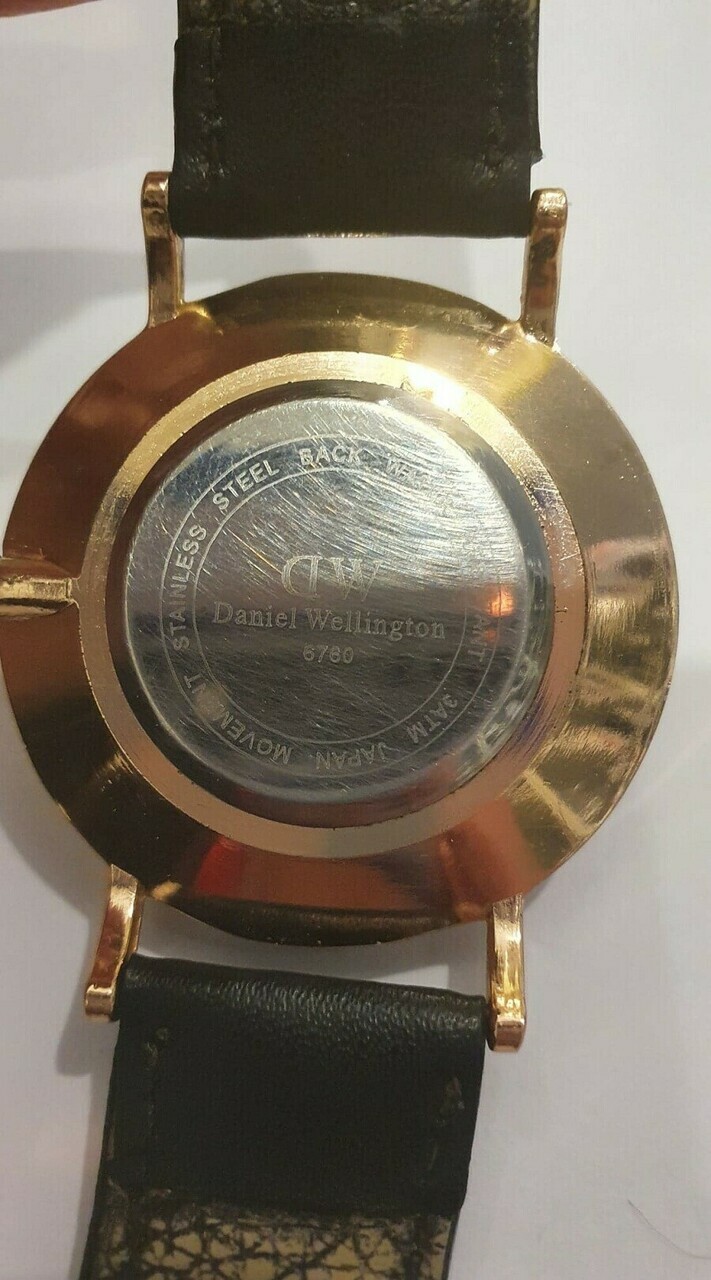 STAINLESS STEEL BACK
3ATM JAPAN MOVEMENT
DW
Daniel Wellington
6760